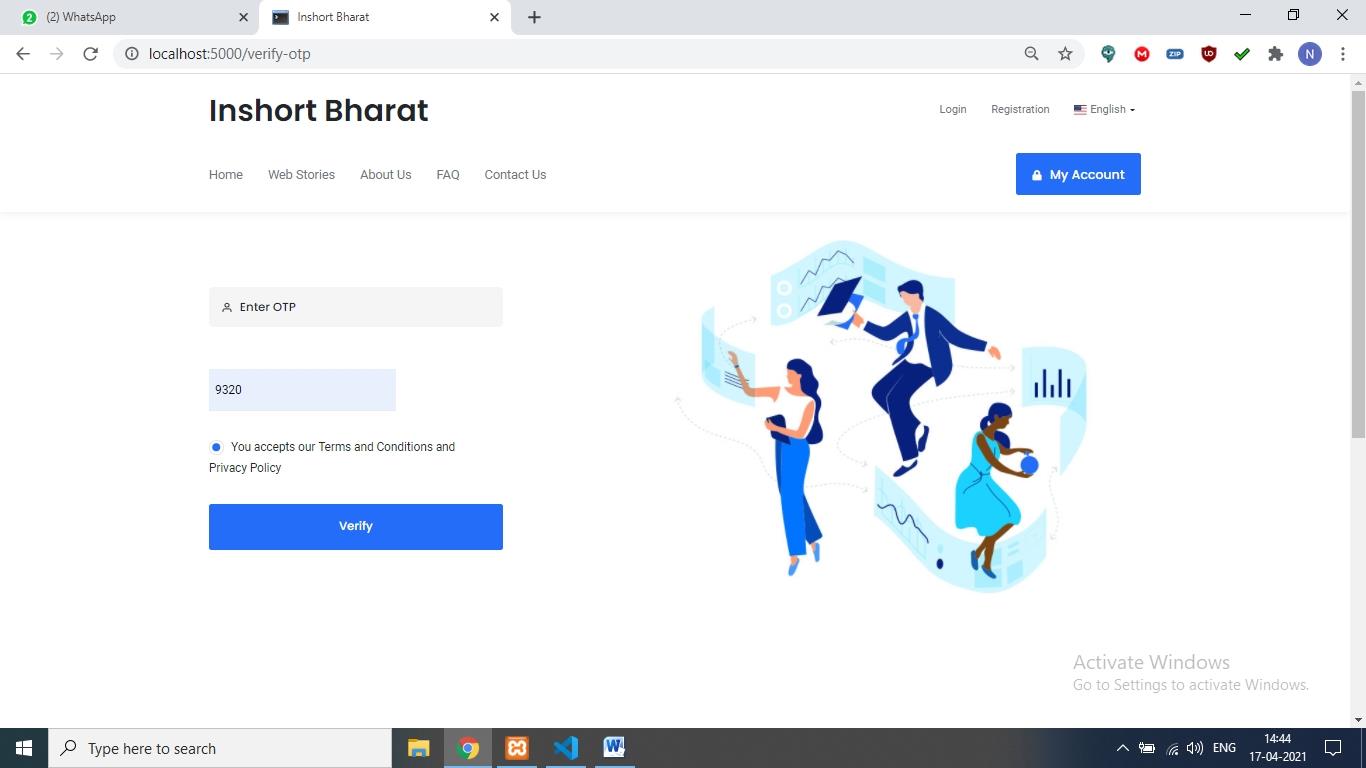 (2) WhatsApp
Inshort Bharat
localhost:5000/verify-otp
ZIP
N
Inshort Bharat
Login Registration English
Home Web Stories About Us FAQ Contact Us
My Account
Enter OTP
9320
You accepts our Terms and Conditions and
Privacy Policy
Verify
Activate Windows
Go to Settings to activate Windows.
Type here to search
ENG
14:44
17-04-2021